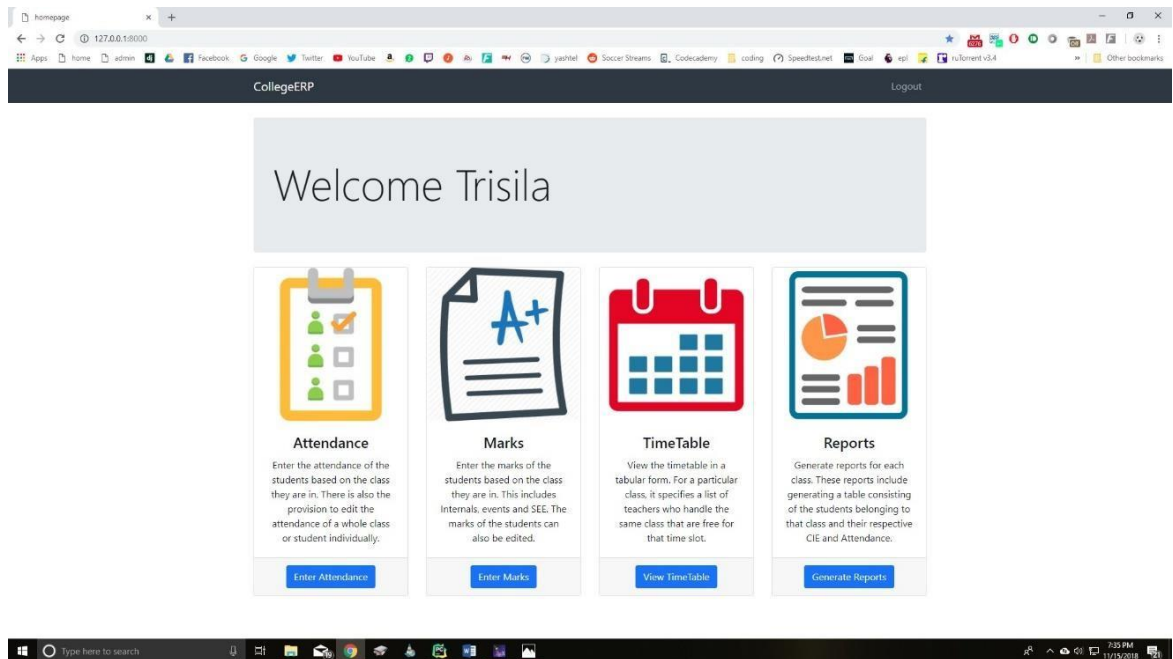 homepage
127.0.0.1:8000
Apps home admin Facebook Google Twitter YouTube yashtel Soccer Streams Codecademy coding Speedtest.net Goal epl ruTorrent v3.4 Other bookmarks
CollegeERP Logout
Welcome Trisila
A+
Attendance
Enter the attendance of the
students based on the class
they are in. There is also the
provision to edit the
attendance of a whole class
or student individually.
Enter Attendance
Marks
Enter the marks of the
students based on the class
they are in. This includes
Internals, events and SEE. The
marks of the students can
also be edited.
Enter Marks
TimeTable
View the timetable in a
tabular form. For a particular
class, it specifies a list of
teachers who handle the
same class that are free for
that time slot.
View TimeTable
Reports
Generate reports for each
class. These reports include
generating a table consisting
of the students belonging to
that class and their respective
CIE and Attendance.
Generate Reports
Type here to search
7:35 PM
11/15/2018